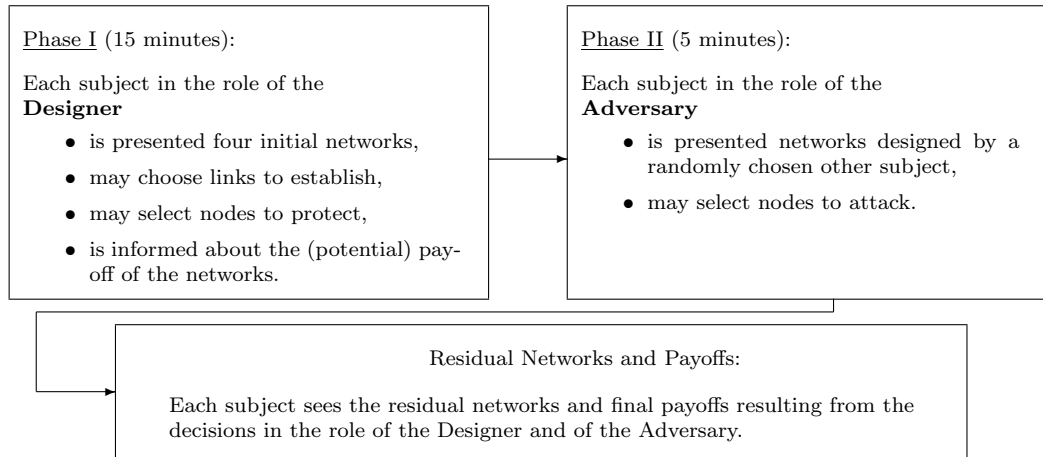 Phase I (15 minutes):
Each subject in the role of the
Designer
• is presented four initial networks,
• may choose links to establish,
• may select nodes to protect,
• is informed about the (potential) pay-
off of the networks.
Phase II (5 minutes):
Each subject in the role of the
Adversary
• is presented networks designed by a
randomly chosen other subject,
• may select nodes to attack.
Residual Networks and Payoffs:
Each subject sees the residual networks and final payoffs resulting from the
decisions in the role of the Designer and of the Adversary.